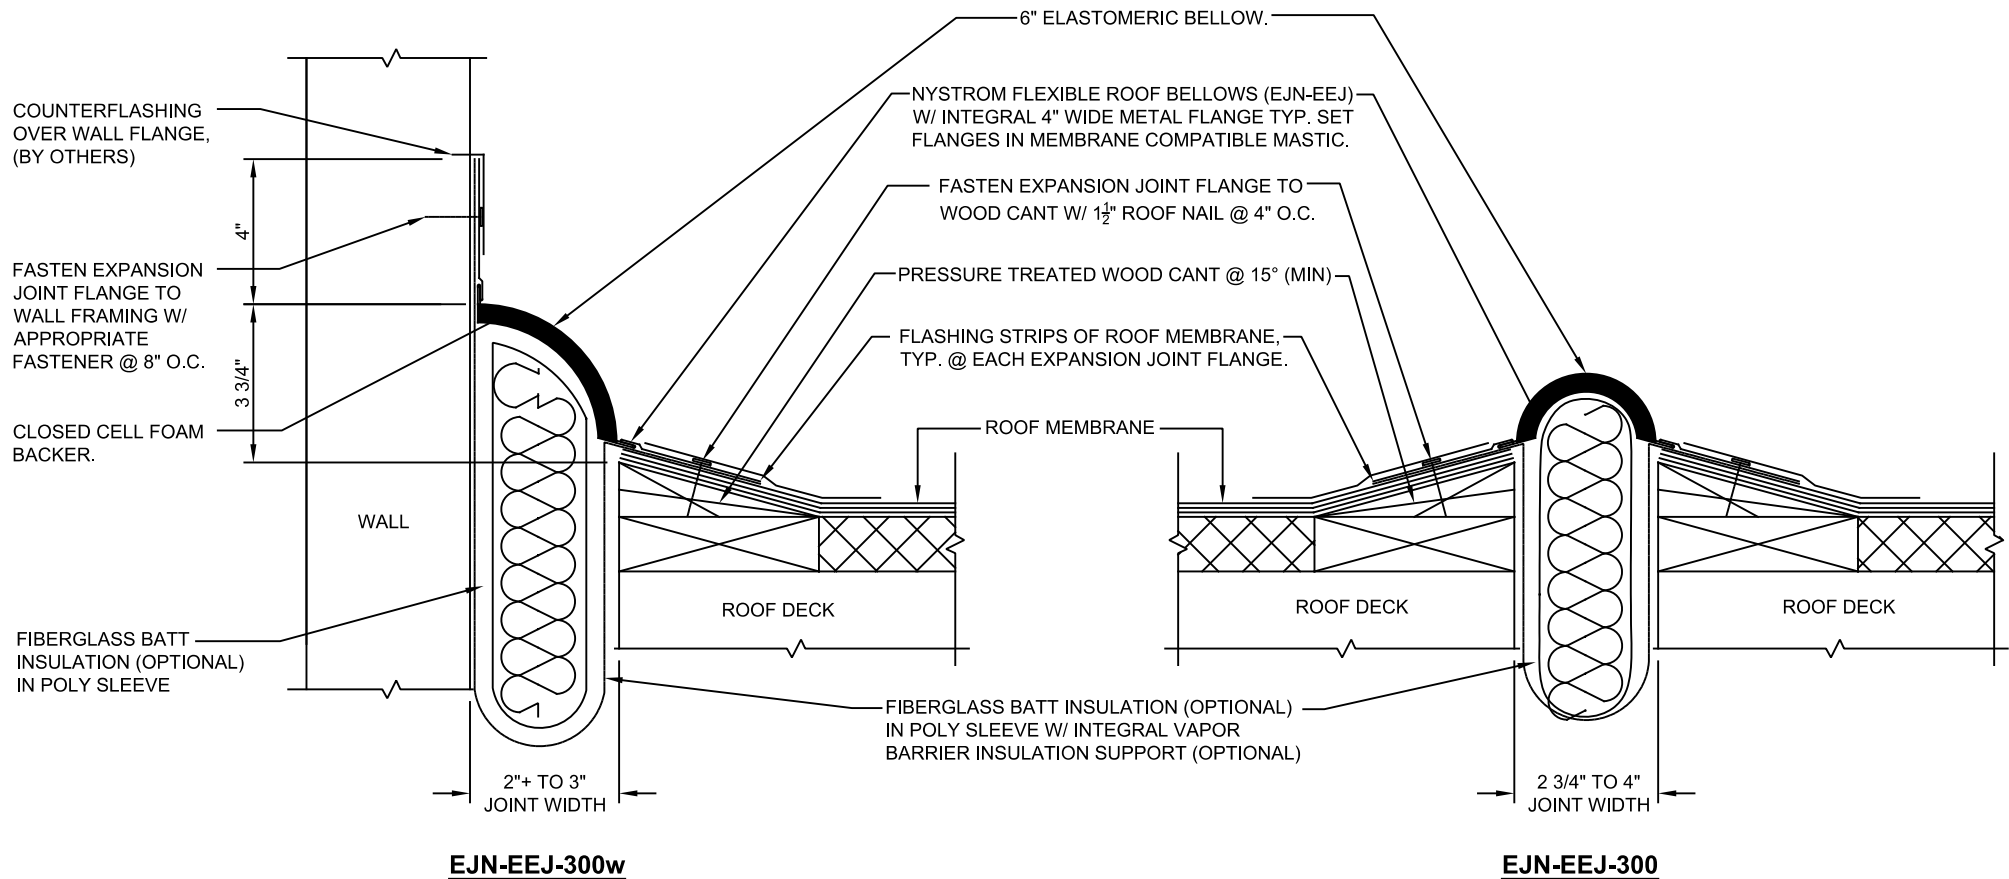 6" ELASTOMERIC BELLOW.
COUNTERFLASHING
OVER WALL FLANGE,
(BY OTHERS)
NYSTROM FLEXIBLE ROOF BELLOWS (EJN-EEJ)
W/ INTEGRAL 4" WIDE METAL FLANGE TYP. SET
FLANGES IN MEMBRANE COMPATIBLE MASTIC.
FASTEN EXPANSION JOINT FLANGE TO
WOOD CANT W/ 1 1/2" ROOF NAIL @ 4" O.C.
4"
FASTEN EXPANSION
JOINT FLANGE TO
WALL FRAMING W/
APPROPRIATE
FASTENER @ 8" O.C.
PRESSURE TREATED WOOD CANT @ 15° (MIN)
FLASHING STRIPS OF ROOF MEMBRANE,
TYP. @ EACH EXPANSION JOINT FLANGE.
3 3/4"
CLOSED CELL FOAM
BACKER.
ROOF MEMBRANE
WALL
ROOF DECK
ROOF DECK
ROOF DECK
FIBERGLASS BATT
INSULATION (OPTIONAL)
IN POLY SLEEVE
FIBERGLASS BATT INSULATION (OPTIONAL)
IN POLY SLEEVE W/ INTEGRAL VAPOR
BARRIER INSULATION SUPPORT (OPTIONAL)
2"+ TO 3"
JOINT WIDTH
2 3/4" TO 4"
JOINT WIDTH
EJN-EEJ-300w
EJN-EEJ-300